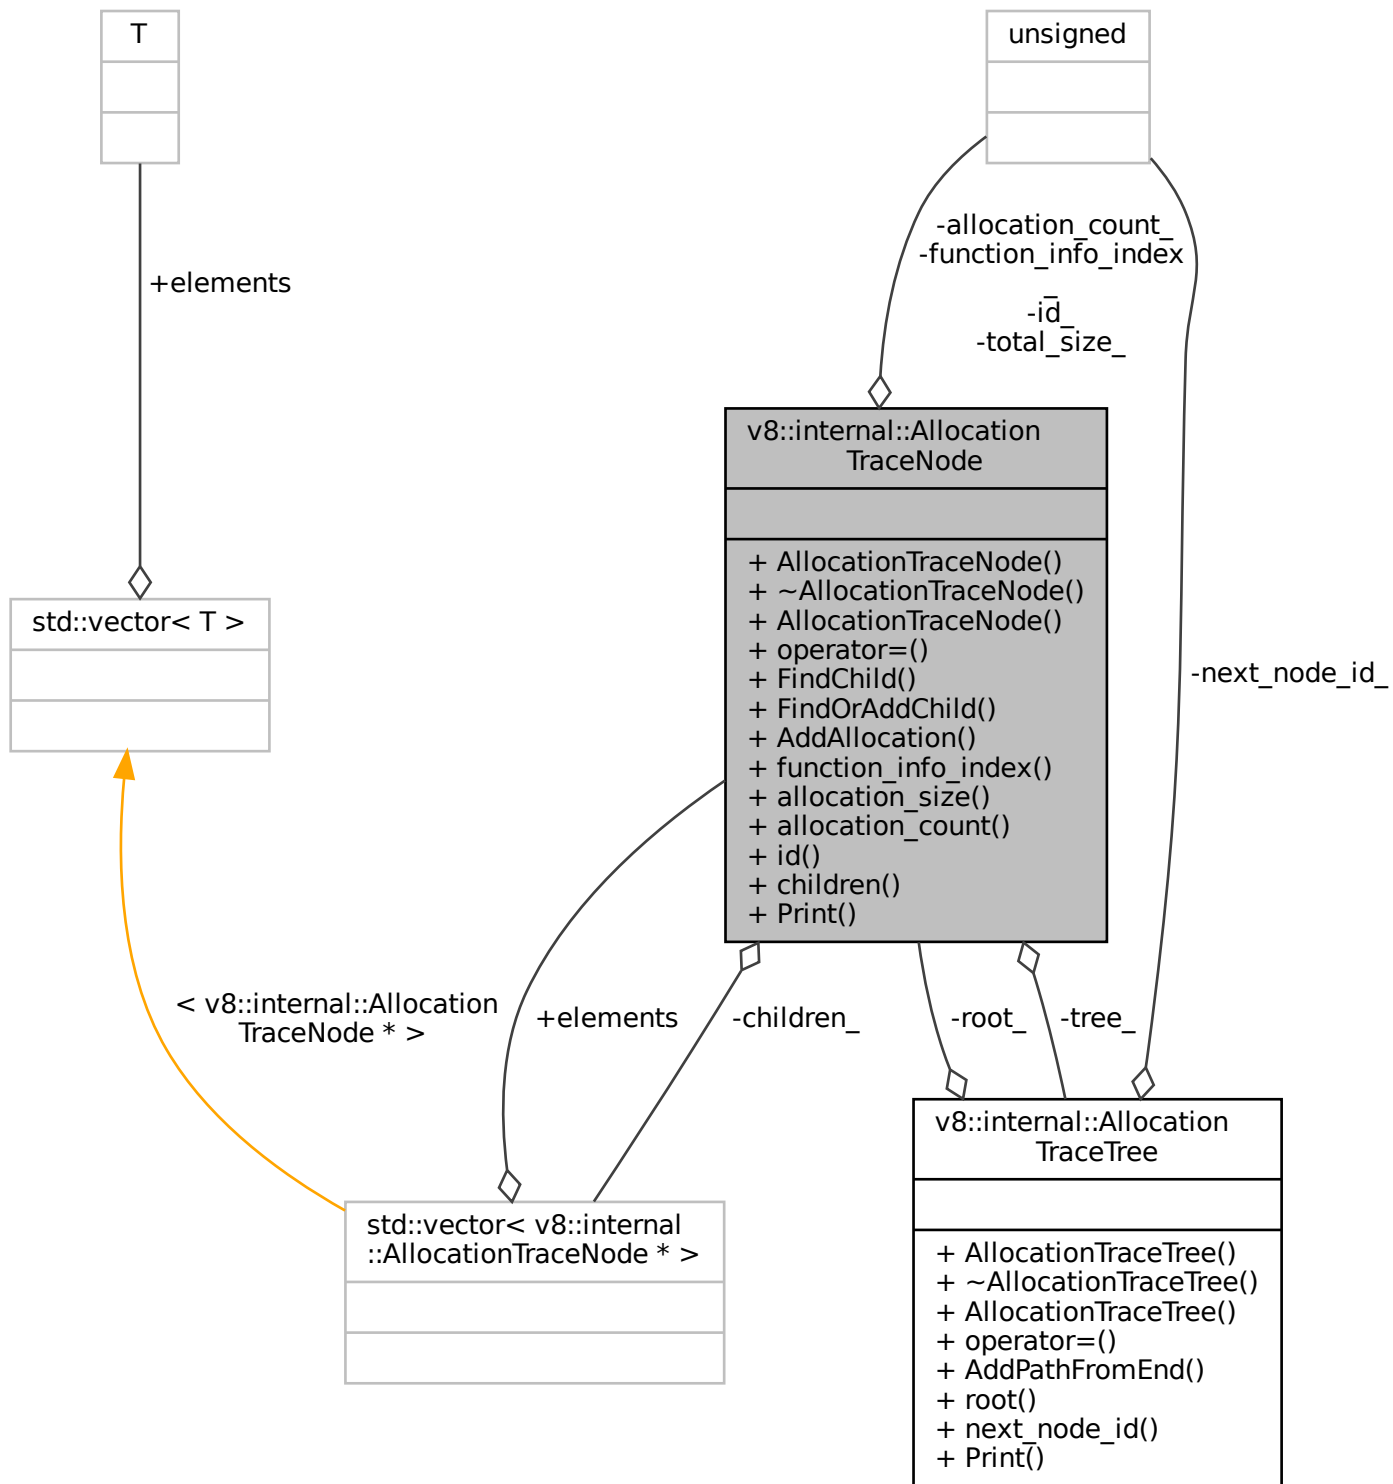 T
unsigned
-allocation_count_
-function_info_index
_
-id_
-total_size_
+elements
v8::internal::Allocation
TraceNode
+ AllocationTraceNode()
+ ~AllocationTraceNode()
+ AllocationTraceNode()
+ operator=()
+ FindChild()
+ FindOrAddChild()
+ AddAllocation()
+ function_info_index()
+ allocation_size()
+ allocation_count()
+ id()
+ children()
+ Print()
std::vector< T >
-next_node_id_
< v8::internal::Allocation
TraceNode * >
+elements
-children_
-root_
-tree_
std::vector< v8::internal
::AllocationTraceNode * >
v8::internal::Allocation
TraceTree
+ AllocationTraceTree()
+ ~AllocationTraceTree()
+ AllocationTraceTree()
+ operator=()
+ AddPathFromEnd()
+ root()
+ next_node_id()
+ Print()